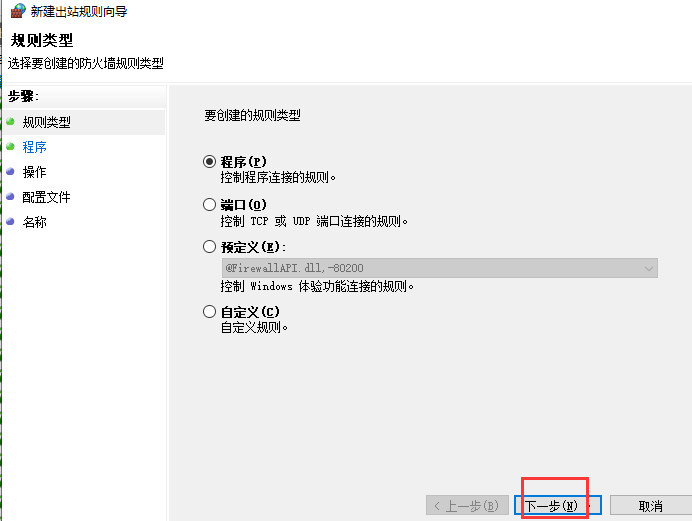 新建出站规则向导
规则类型
选择要创建的防火墙规则类型
步骤:
规则类型
程序
操作
配置文件
名称
要创建的规则类型
程序(P)
控制程序连接的规则。
端口(O)
控制 TCP 或 UDP 端口连接的规则。
预定义(E):
@FirewallAPI.dll,-80200
控制 Windows 体验功能连接的规则。
自定义(C)
自定义规则。
< 上一步(B)
下一步(N) >
取消